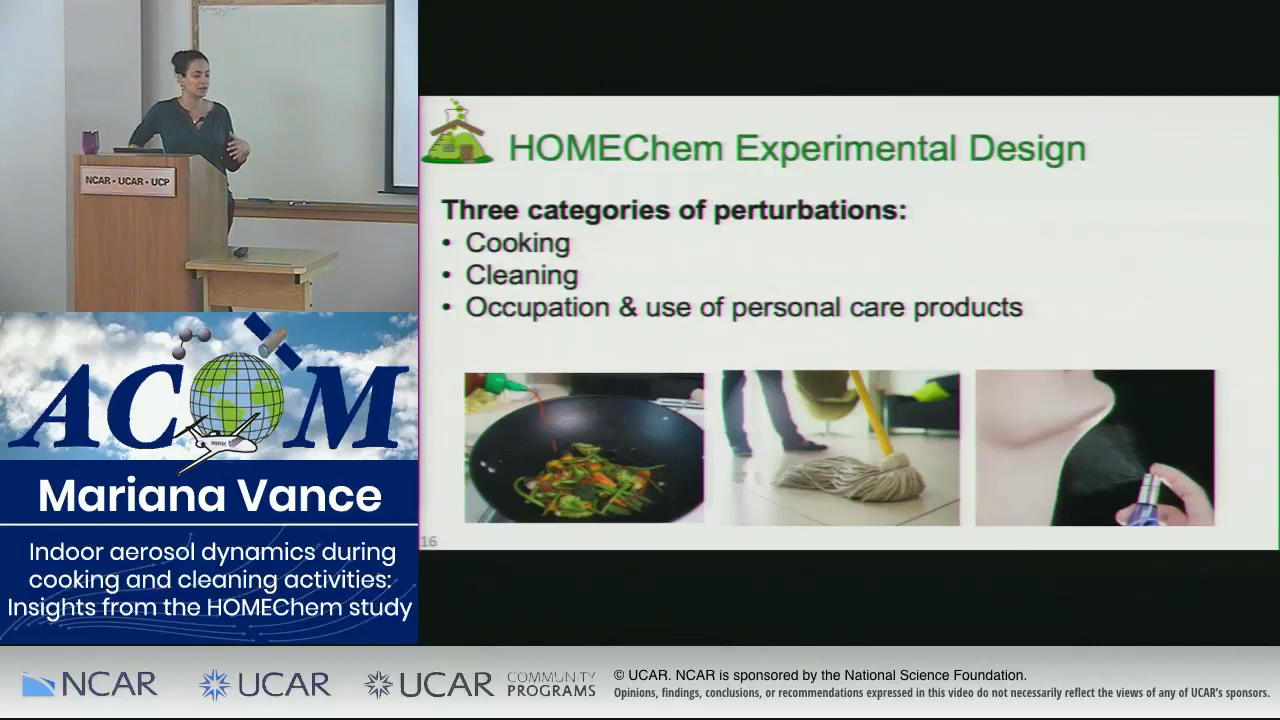 NCAR • UCAR • UCP
HOMEChem Experimental Design
Three categories of perturbations:
• Cooking
• Cleaning
• Occupation & use of personal care products
16
ACOM
Mariana Vance
Indoor aerosol dynamics during
cooking and cleaning activities:
Insights from the HOMEChem study
NCAR
UCAR
UCAR
COMMUNITY
PROGRAMS
© UCAR. NCAR is sponsored by the National Science Foundation.
Opinions, findings, conclusions, or recommendations expressed in this video do not necessarily reflect the views of any of UCAR's sponsors.